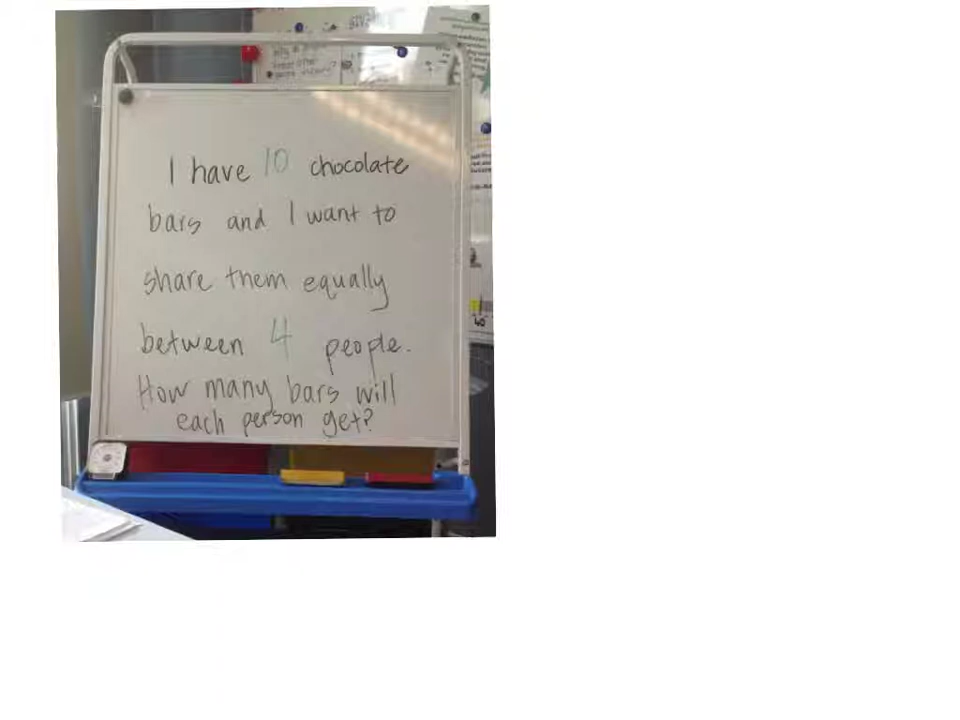 I have 10 chocolate
bars and I want to
share them equally
between 4 people.
How many bars will
each person get?